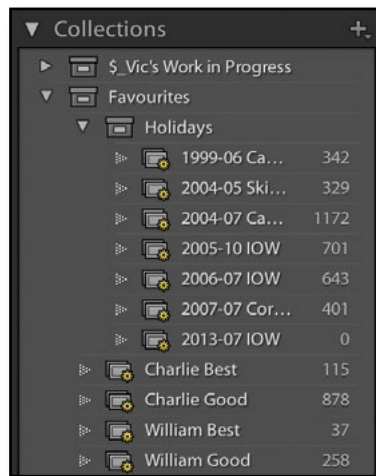 Collections
$_Vic's Work in Progress
Favourites
Holidays
1999-06 Ca... 342
2004-05 Ski... 329
2004-07 Ca... 1172
2005-10 IOW 701
2006-07 IOW 643
2007-07 Cor... 401
2013-07 IOW 0
Charlie Best 115
Charlie Good 878
William Best 37
William Good 258